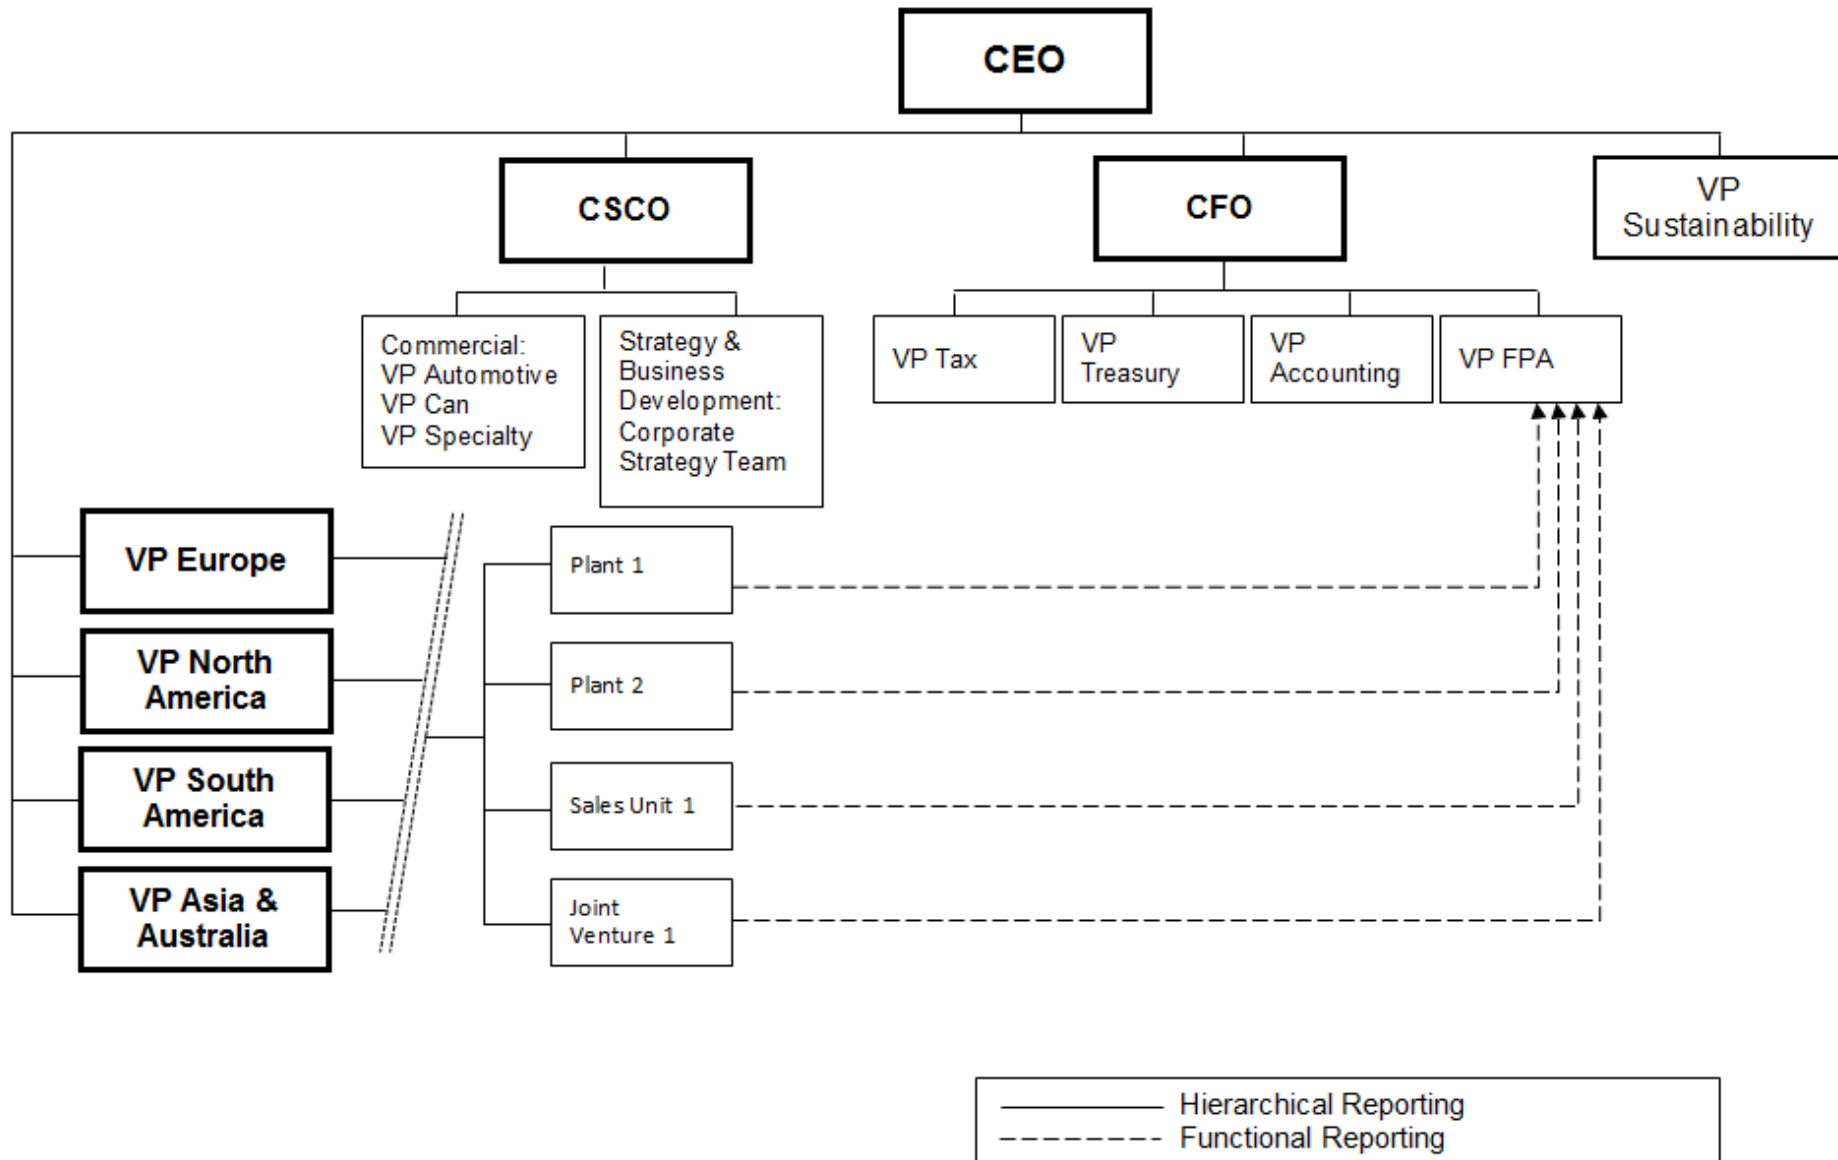 CEO
CSCO
CFO
VP
Sustainability
Commercial:
VP Automotive
VP Can
VP Specialty
Strategy &
Business
Development:
Corporate
Strategy Team
VP Tax
VP
Treasury
VP
Accounting
VP FPA
VP Europe
VP North
America
VP South
America
VP Asia &
Australia
Plant 1
Plant 2
Sales Unit 1
Joint
Venture 1
Hierarchical Reporting
Functional Reporting